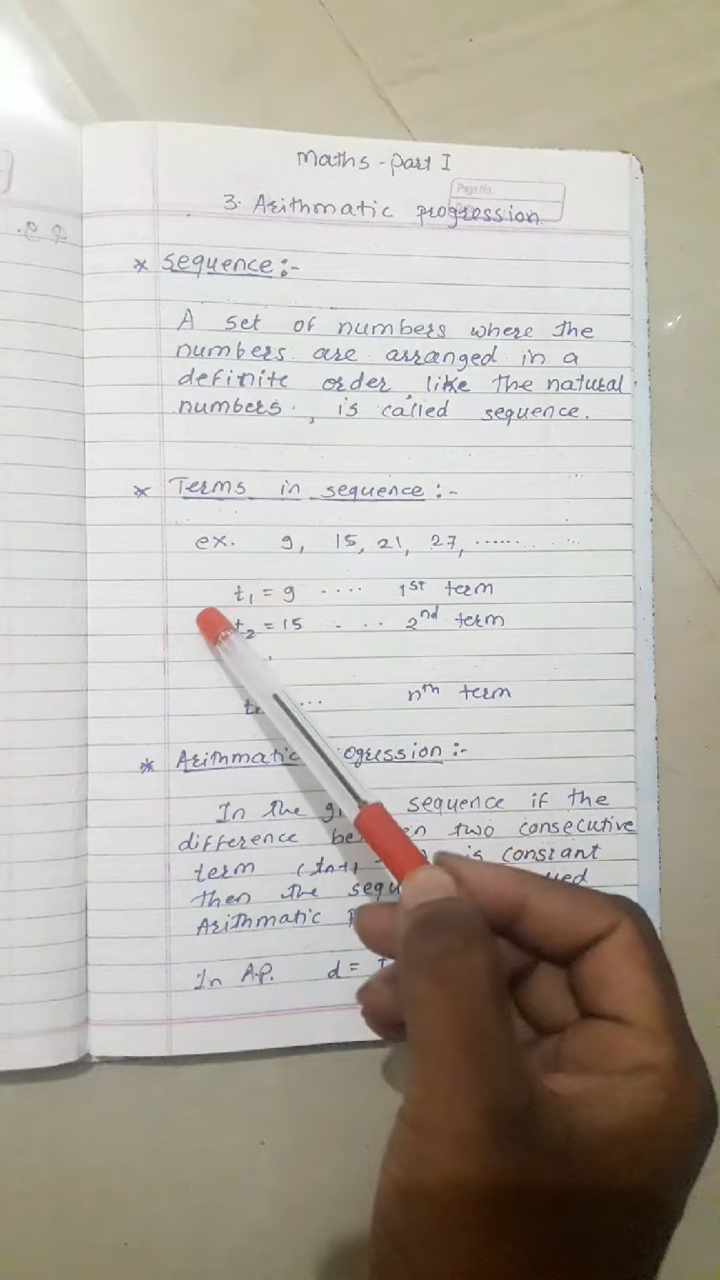 Maths - Part I
Page No.
3. Arithmatic progression
* Sequence :-
A set of numbers where the
numbers are arranged in a
definite order, like the natural
numbers, is called sequence.
* Terms in sequence :-
ex. 9, 15, 21, 27, ......
t₁ = 9 .... 1st term
t₂ = 15 ... 2nd term
... nth term
* Arithmatic :-
In the sequence if the
difference two consecutive
term is constant
then the
Arithmatic
In A.P. d =